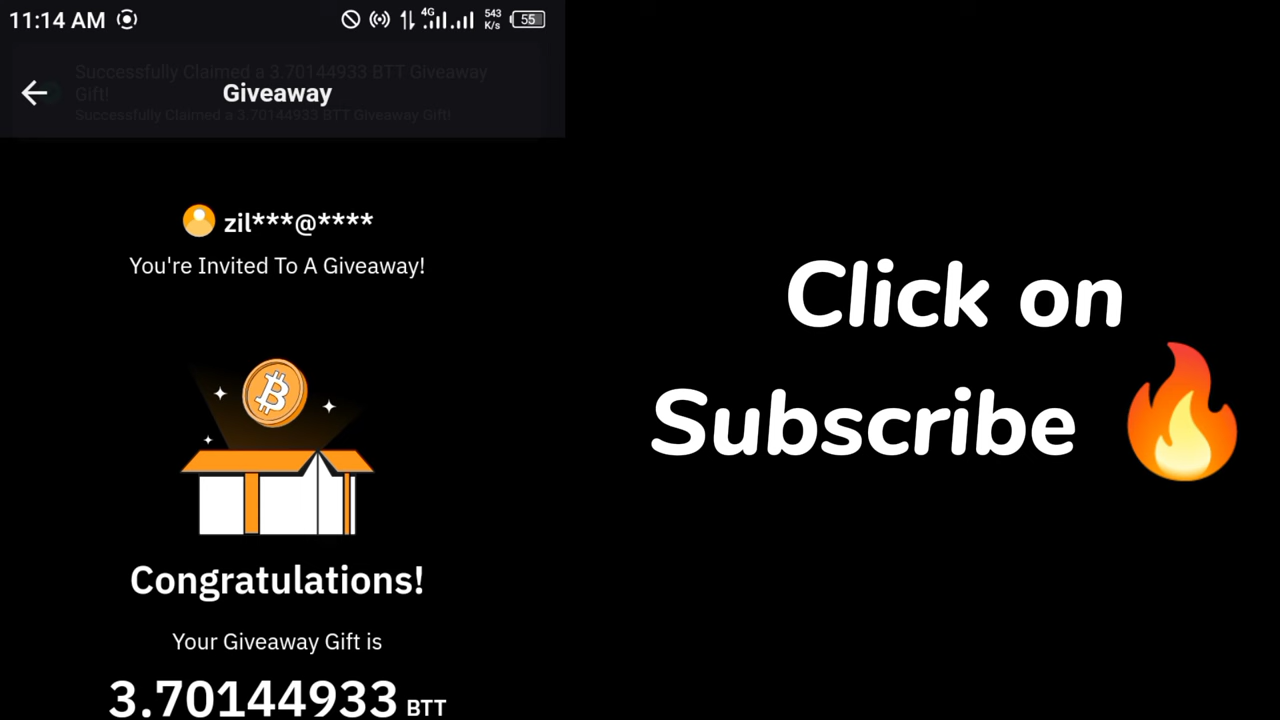 11:14 AM
4G
543
K/s
55
Successfully Claimed a 3.70144933 BTT Giveaway
Gift!
Successfully Claimed a 3.70144933 BTT Giveaway Gift!
Giveaway
zil***@****
You're Invited To A Giveaway!
Congratulations!
Your Giveaway Gift is
3.70144933 BTT
Click on
Subscribe 🔥